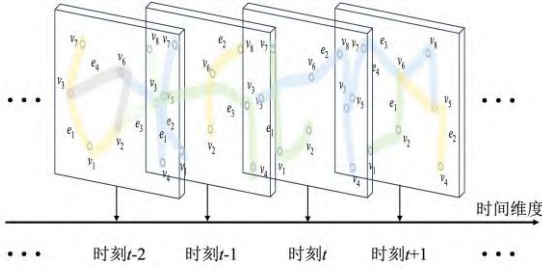 v7 v6 e4 v3 e1 v1 v2 e3
v8 v7 e2 v6 v3 v5 e2 v2 v4 v1
v8 v7 e2 v6 e3 v3 v5 e1 v4 v1 v2
v8 v7 e3 e4 v6 v8 v3 v5 e1 v5 e2 v4 v1 v2 v4
... ...
时间维度
... 时刻t-2 时刻t-1 时刻t 时刻t+1 ...